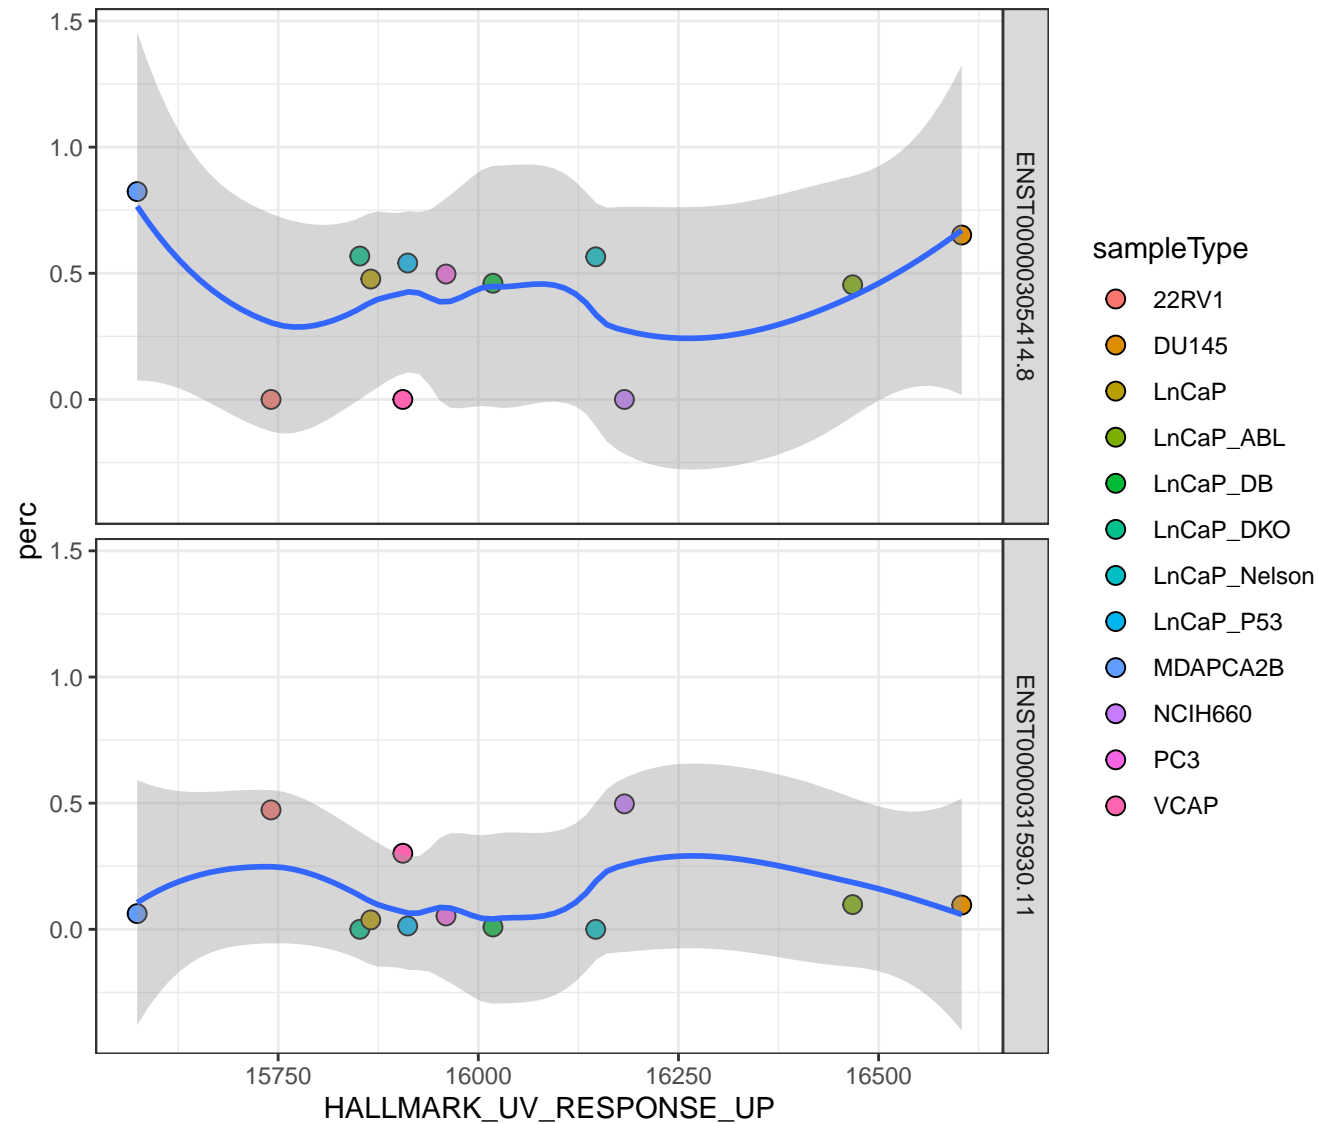 1.5
1.0
0.5
0.0
ENST00000305414.8
1.5
1.0
0.5
0.0
ENST00000315930.11
perc
15750
16000
16250
16500
HALLMARK_UV_RESPONSE_UP
sampleType
22RV1
DU145
LnCaP
LnCaP_ABL
LnCaP_DB
LnCaP_DKO
LnCaP_Nelson
LnCaP_P53
MDAPCA2B
NCIH660
PC3
VCAP